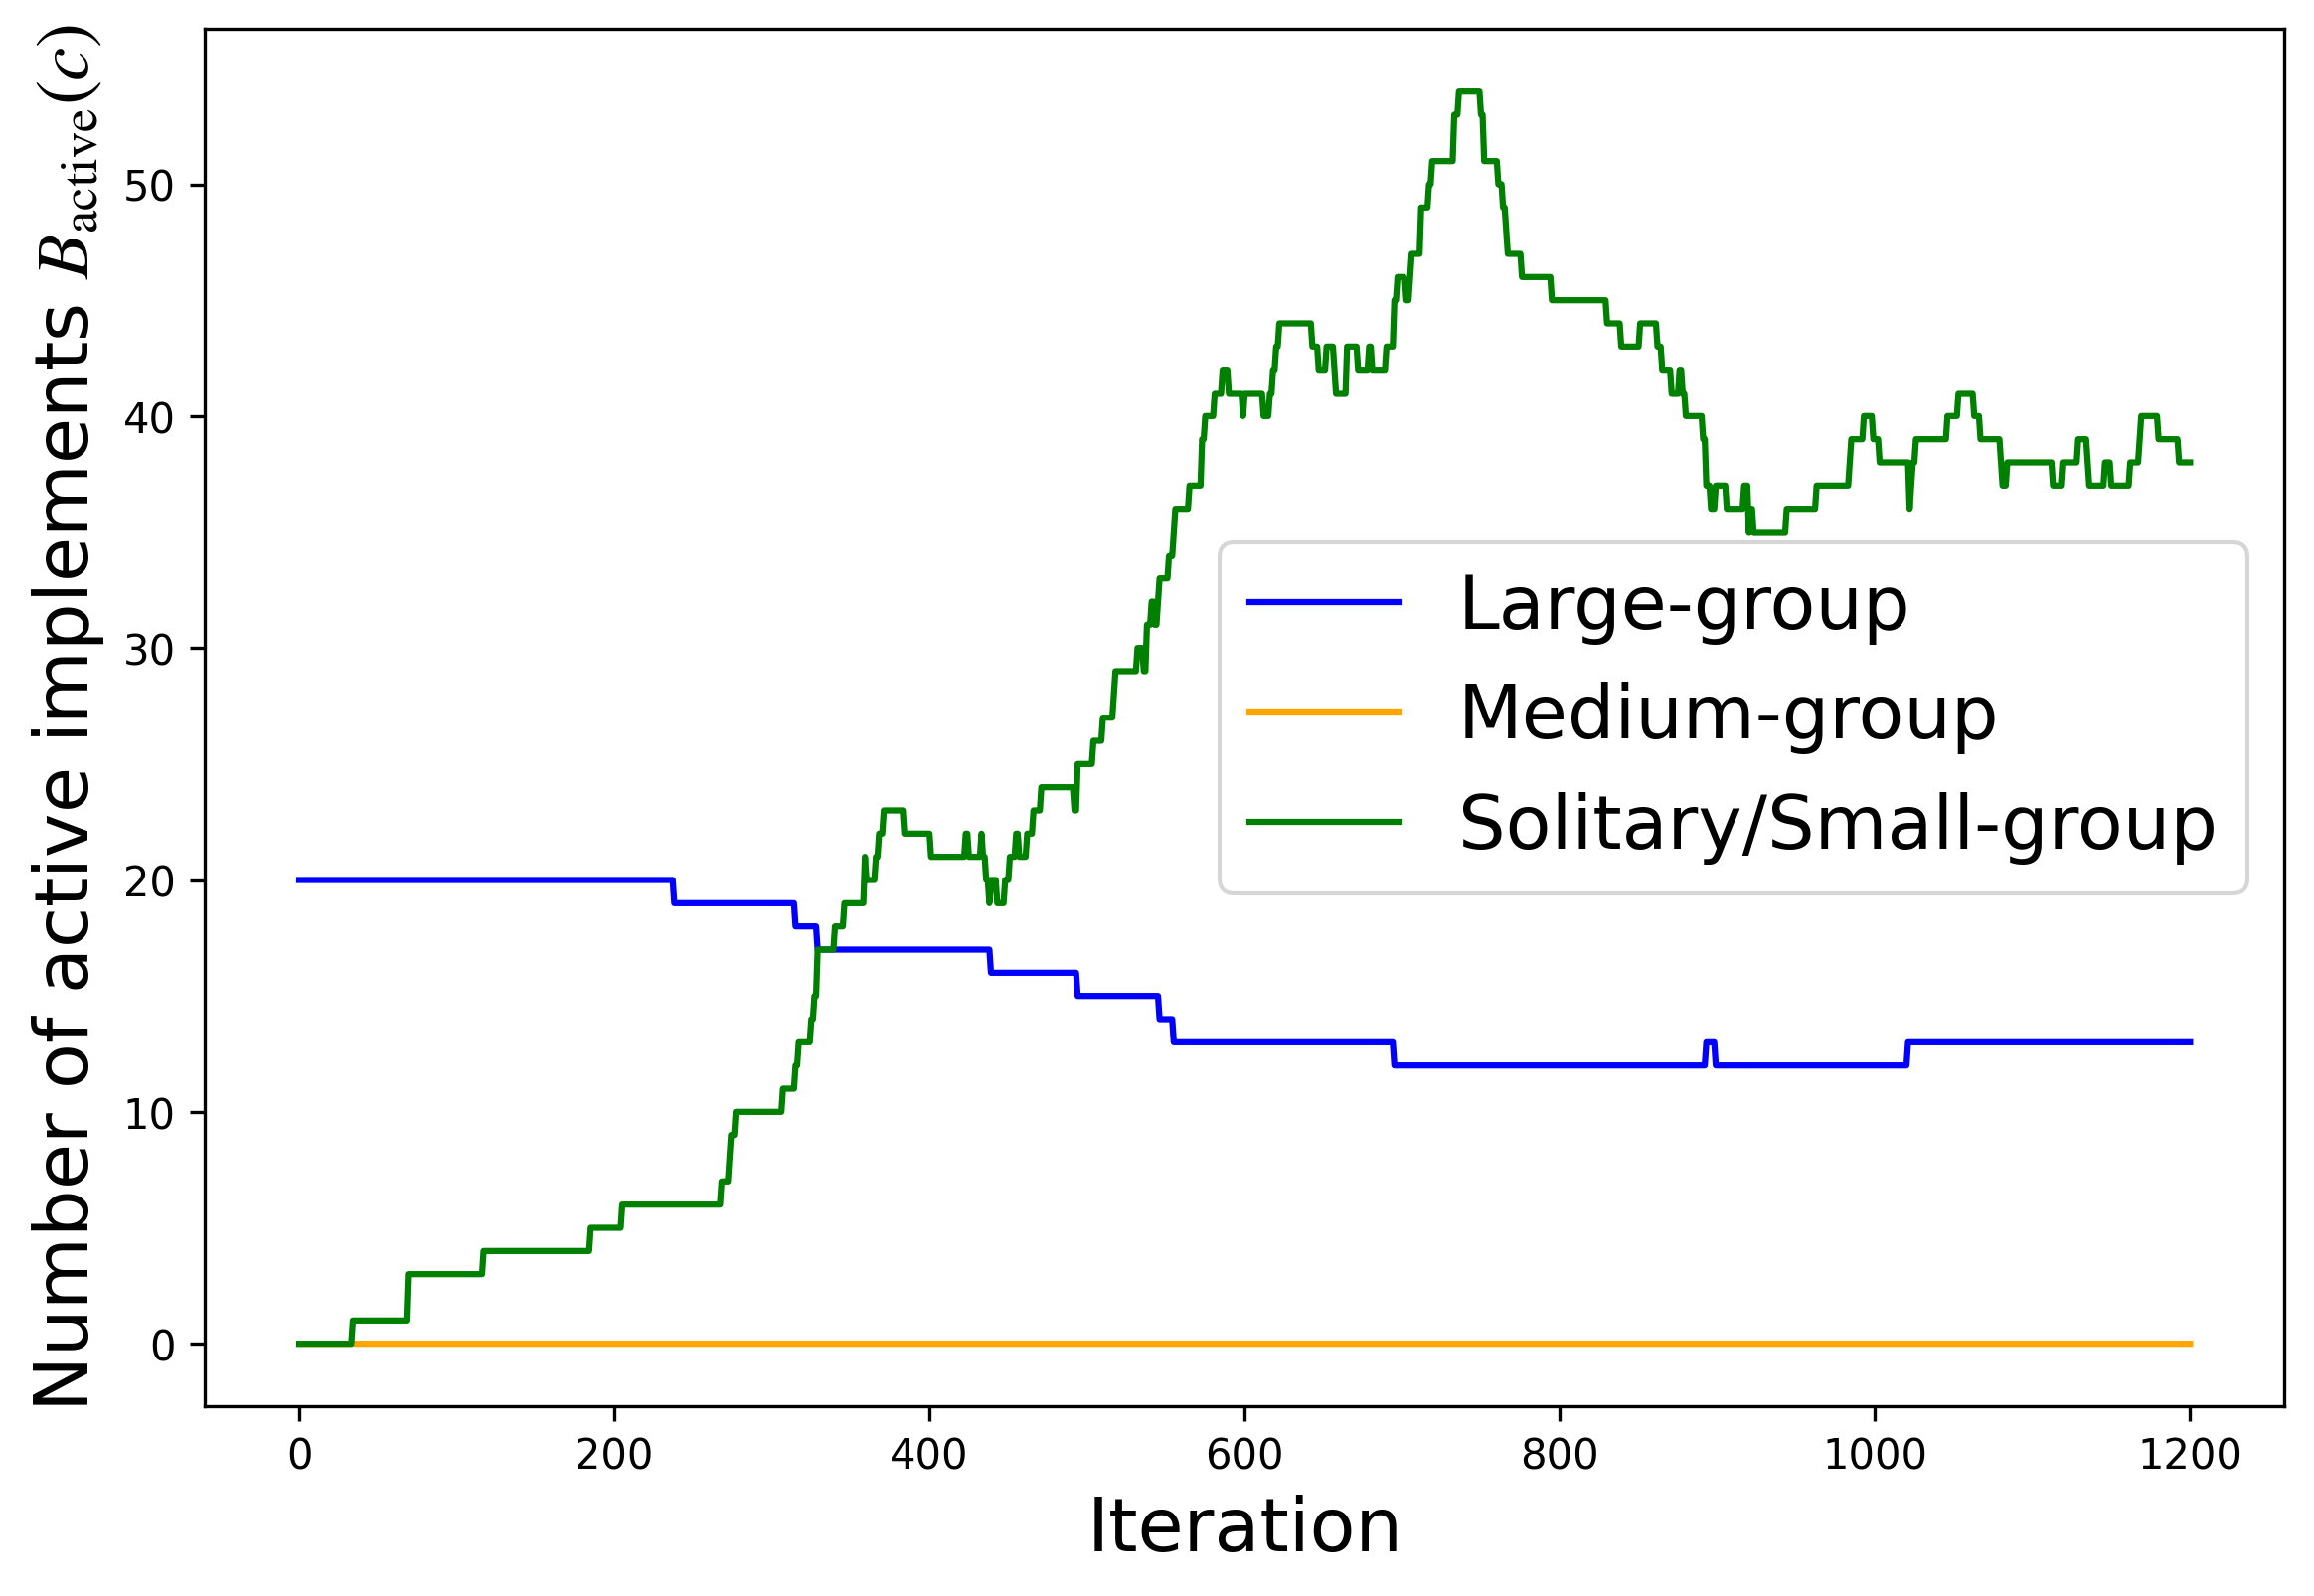 Number of active implements B_active(c)
50
40
30
20
10
0
Large-group
Medium-group
Solitary/Small-group
0 200 400 600 800 1000 1200
Iteration